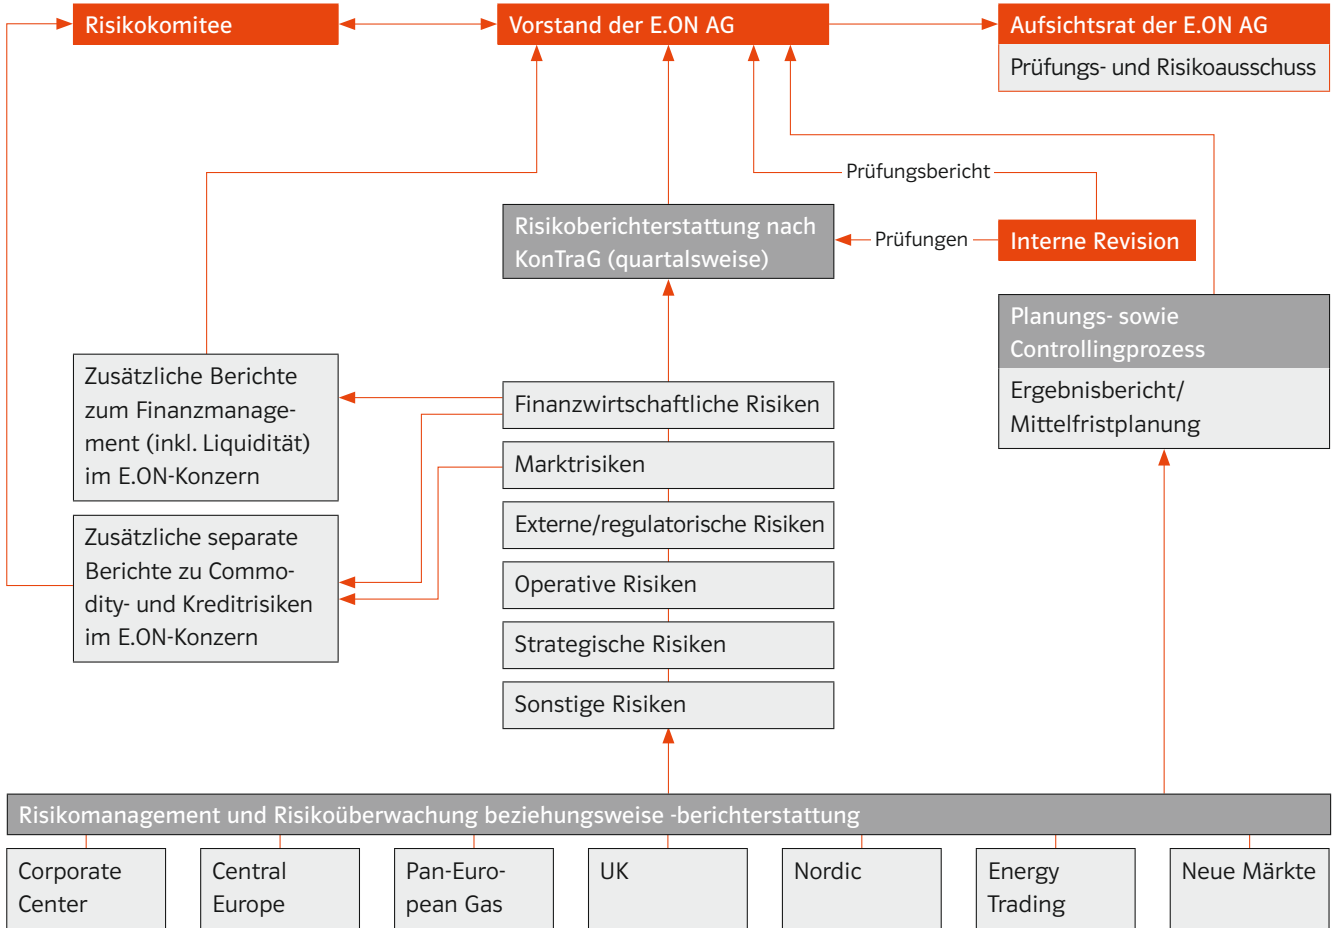 Risikokomitee
Vorstand der E.ON AG
Aufsichtsrat der E.ON AG
Prüfungs- und Risikoausschuss
Prüfungsbericht
Risikoberichterstattung nach
KonTraG (quartalsweise)
Prüfungen
Interne Revision
Planungs- sowie
Controllingprozess
Ergebnisbericht/
Mittelfristplanung
Zusätzliche Berichte
zum Finanzmanage-
ment (inkl. Liquidität)
im E.ON-Konzern
Zusätzliche separate
Berichte zu Commo-
dity- und Kreditrisiken
im E.ON-Konzern
Finanzwirtschaftliche Risiken
Marktrisiken
Externe/regulatorische Risiken
Operative Risiken
Strategische Risiken
Sonstige Risiken
Risikomanagement und Risikoüberwachung beziehungsweise -berichterstattung
Corporate
Center
Central
Europe
Pan-Euro-
pean Gas
UK
Nordic
Energy
Trading
Neue Märkte